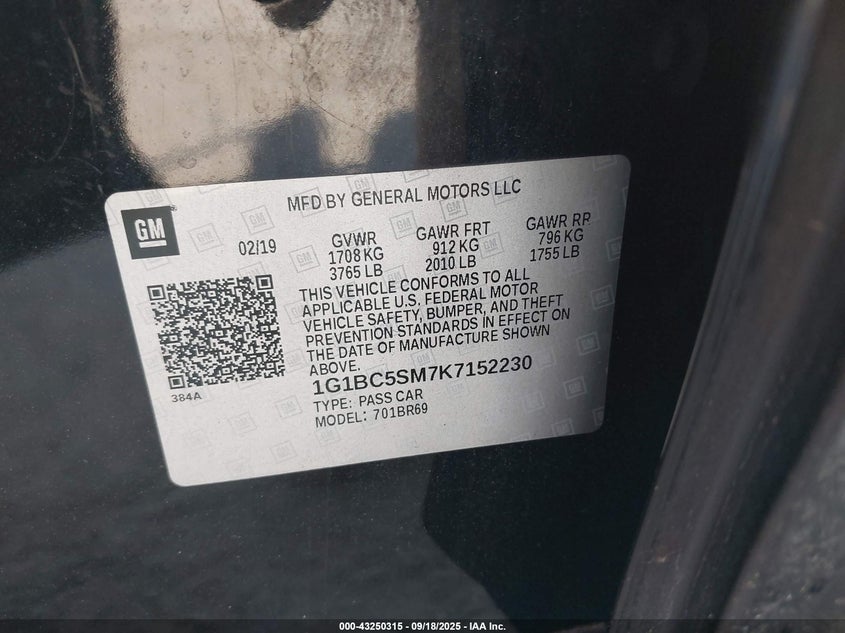 MFD BY GENERAL MOTORS LLC
GM
02/19
GVWR
1708 KG
3765 LB
GAWR FRT
912 KG
2010 LB
GAWR RR
796 KG
1755 LB
THIS VEHICLE CONFORMS TO ALL
APPLICABLE U.S. FEDERAL MOTOR
VEHICLE SAFETY, BUMPER, AND THEFT
PREVENTION STANDARDS IN EFFECT ON
THE DATE OF MANUFACTURE SHOWN
ABOVE.
384A
1G1BC5SM7K7152230
TYPE: PASS CAR
MODEL: 701BR69
000-43250315 - 09/18/2025 - IAA Inc.